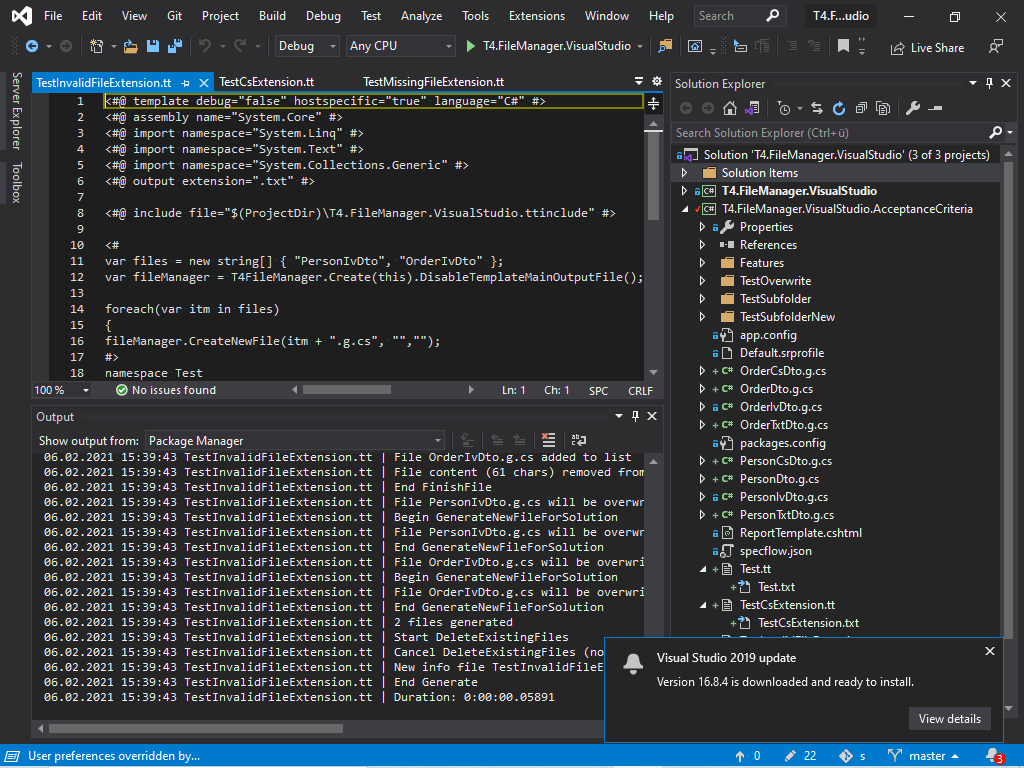 File Edit View Git Project Build Debug Test Analyze Tools Extensions Window Help Search T4.F...udio
Debug Any CPU T4.FileManager.VisualStudio Live Share
Server Explorer
Toolbox
TestInvalidFileExtension.tt TestCsExtension.tt TestMissingFileExtension.tt
1 <#@ template debug="false" hostspecific="true" language="C#" #>
2 <#@ assembly name="System.Core" #>
3 <#@ import namespace="System.Linq" #>
4 <#@ import namespace="System.Text" #>
5 <#@ import namespace="System.Collections.Generic" #>
6 <#@ output extension=".txt" #>
7
8 <#@ include file="$(ProjectDir)\T4.FileManager.VisualStudio.ttinclude" #>
9
10 <#
11 var files = new string[] { "PersonIvDto", "OrderIvDto" };
12 var fileManager = T4FileManager.Create(this).DisableTemplateMainOutputFile();
13
14 foreach(var itm in files)
15 {
16 fileManager.CreateNewFile(itm + ".g.cs", "","");
17 #>
18 namespace Test
100 % No issues found Ln: 1 Ch: 1 SPC CRLF
Output
Show output from: Package Manager
06.02.2021 15:39:43 TestInvalidFileExtension.tt | File OrderIvDto.g.cs added to list
06.02.2021 15:39:43 TestInvalidFileExtension.tt | File content (61 chars) removed from
06.02.2021 15:39:43 TestInvalidFileExtension.tt | End FinishFile
06.02.2021 15:39:43 TestInvalidFileExtension.tt | File PersonIvDto.g.cs will be overwr
06.02.2021 15:39:43 TestInvalidFileExtension.tt | Begin GenerateNewFileForSolution
06.02.2021 15:39:43 TestInvalidFileExtension.tt | File PersonIvDto.g.cs will be overwr
06.02.2021 15:39:43 TestInvalidFileExtension.tt | End GenerateNewFileForSolution
06.02.2021 15:39:43 TestInvalidFileExtension.tt | File OrderIvDto.g.cs will be overwri
06.02.2021 15:39:43 TestInvalidFileExtension.tt | Begin GenerateNewFileForSolution
06.02.2021 15:39:43 TestInvalidFileExtension.tt | File OrderIvDto.g.cs will be overwri
06.02.2021 15:39:43 TestInvalidFileExtension.tt | End GenerateNewFileForSolution
06.02.2021 15:39:43 TestInvalidFileExtension.tt | 2 files generated
06.02.2021 15:39:43 TestInvalidFileExtension.tt | Start DeleteExistingFiles
06.02.2021 15:39:43 TestInvalidFileExtension.tt | Cancel DeleteExistingFiles (no
06.02.2021 15:39:43 TestInvalidFileExtension.tt | New info file TestInvalidFileE
06.02.2021 15:39:43 TestInvalidFileExtension.tt | End Generate
06.02.2021 15:39:43 TestInvalidFileExtension.tt | Duration: 0:00:00.05891
Solution Explorer
Search Solution Explorer (Ctrl+ü)
Solution 'T4.FileManager.VisualStudio' (3 of 3 projects)
Solution Items
C# T4.FileManager.VisualStudio
C# T4.FileManager.VisualStudio.AcceptanceCriteria
Properties
References
Features
TestOverwrite
TestSubfolder
TestSubfolderNew
app.config
Default.srprofile
C# OrderCsDto.g.cs
C# OrderDto.g.cs
C# OrderIvDto.g.cs
C# OrderTxtDto.g.cs
packages.config
C# PersonCsDto.g.cs
C# PersonDto.g.cs
C# PersonIvDto.g.cs
C# PersonTxtDto.g.cs
ReportTemplate.cshtml
specflow.json
Test.tt
Test.txt
TestCsExtension.tt
TestCsExtension.txt
Visual Studio 2019 update
Version 16.8.4 is downloaded and ready to install.
View details
User preferences overridden by... 0 22 s master 3